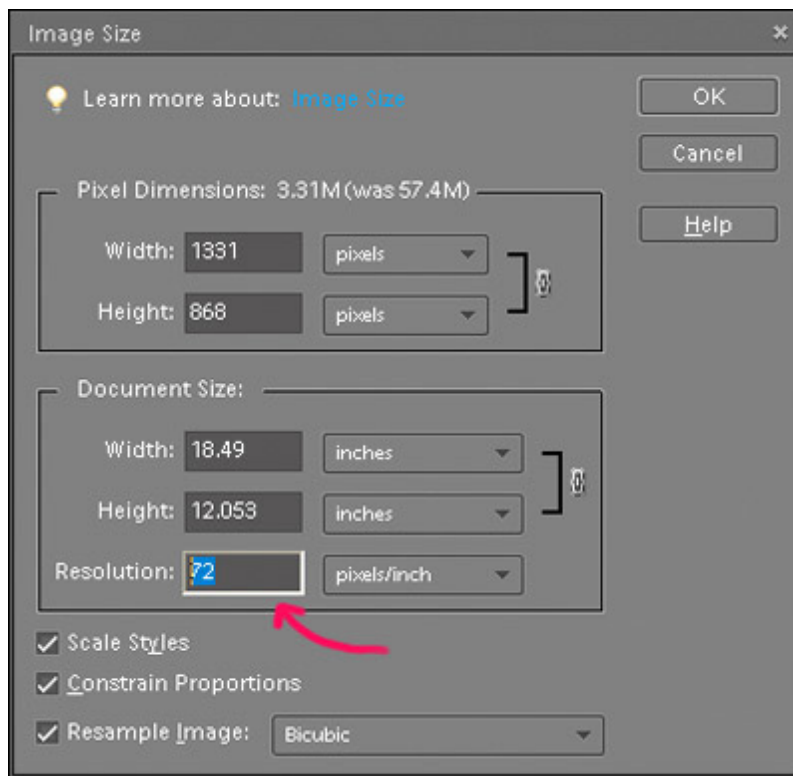 Image Size
Learn more about: Image Size
OK
Cancel
Help
Pixel Dimensions: 3.31M (was 57.4M)
Width: 1331 pixels
Height: 868 pixels
Document Size:
Width: 18.49 inches
Height: 12.053 inches
Resolution: 72 pixels/inch
Scale Styles
Constrain Proportions
Resample Image: Bicubic